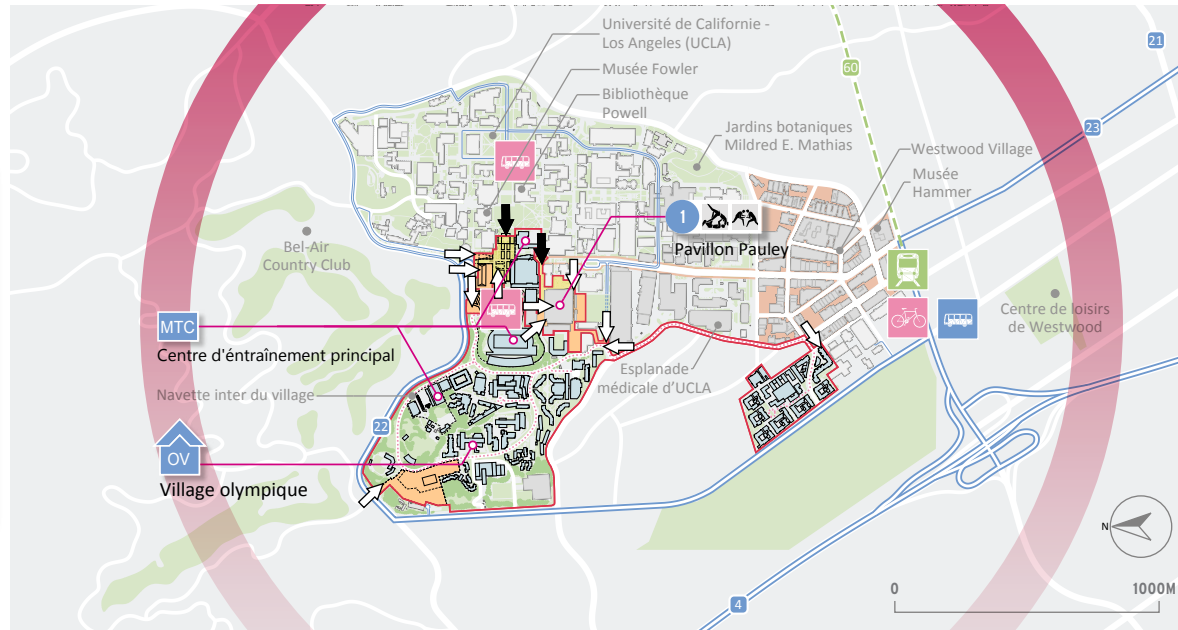 Université de Californie -
Los Angeles (UCLA)
Musée Fowler
Bibliothèque
Powell
60
21
23
Jardins botaniques
Mildred E. Mathias
Westwood Village
Musée
Hammer
1
Pavillon Pauley
Bel-Air
Country Club
MTC
Centre d'éntraînement principal
Centre de loisirs
de Westwood
Esplanade
médicale d'UCLA
Navette inter du village
22
OV
Village olympique
N
0
1000M
4